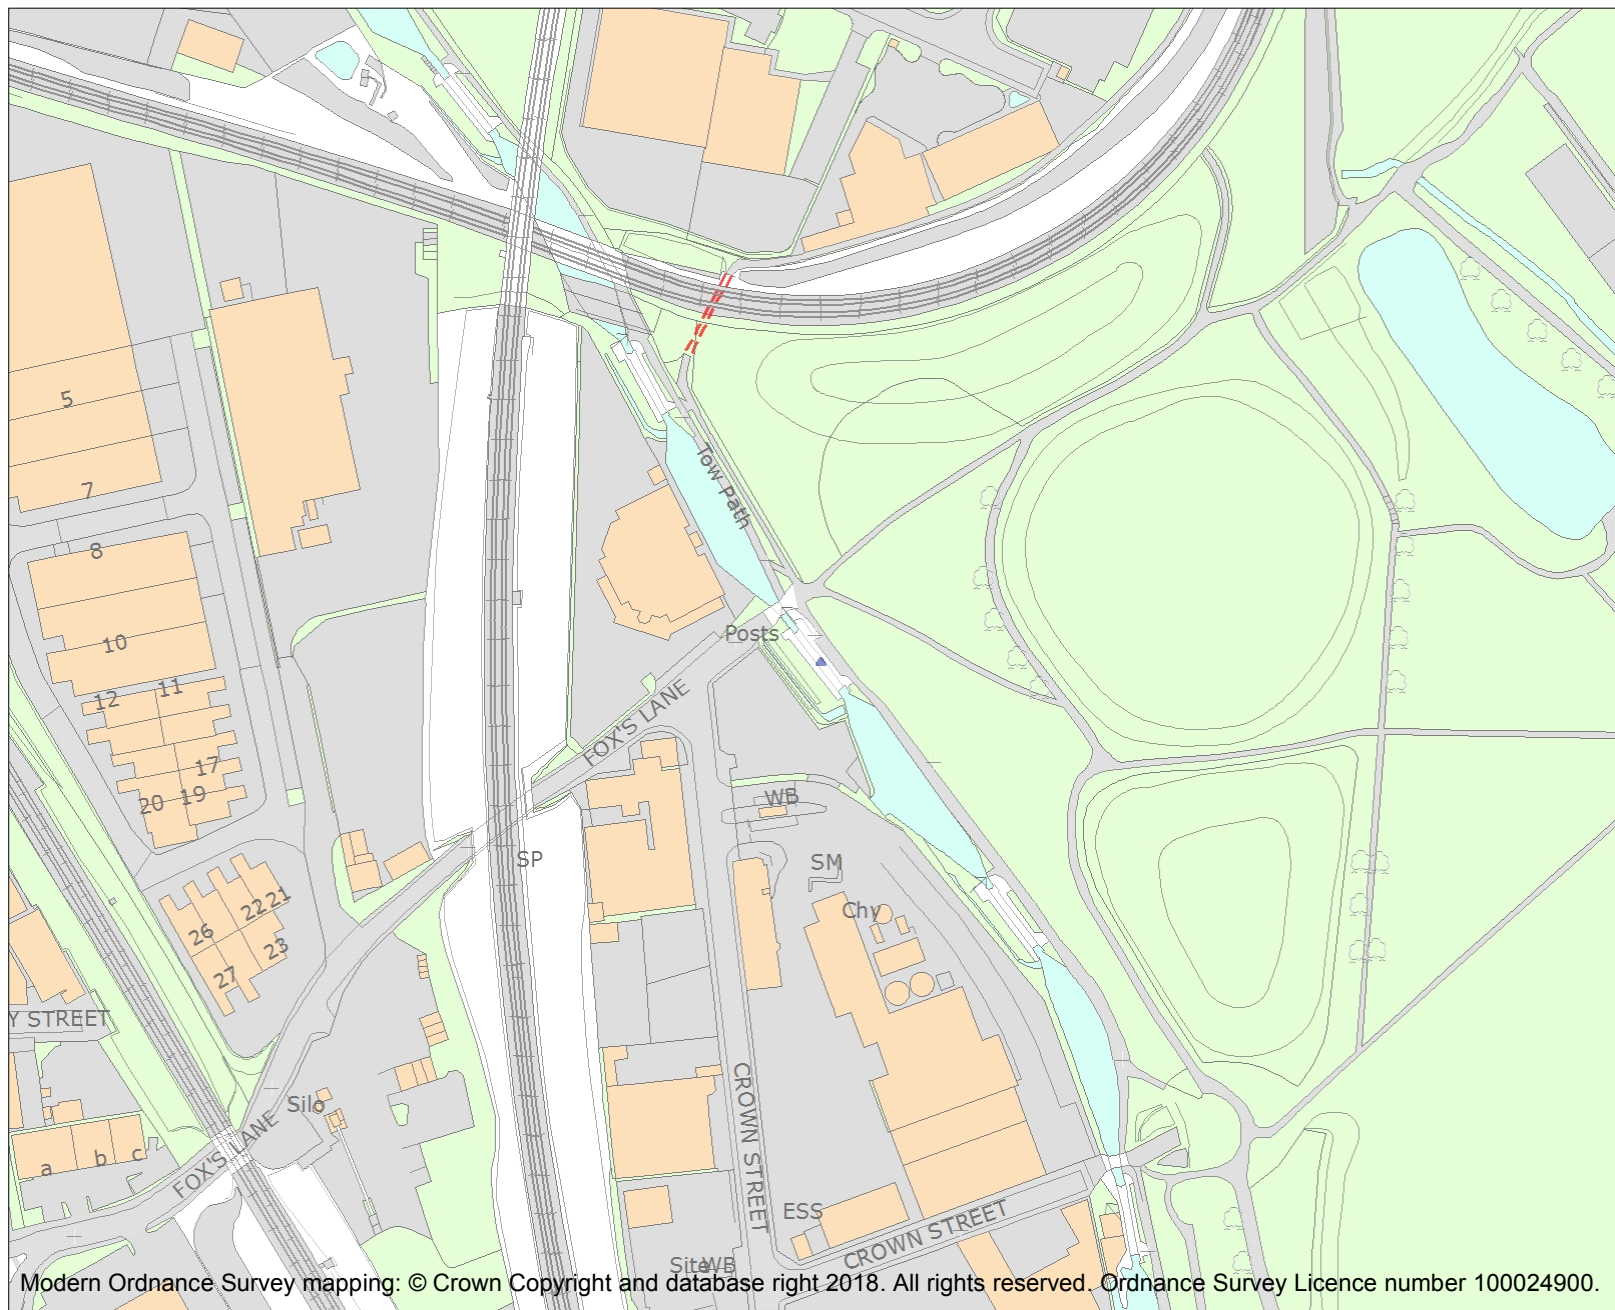 5
7
8
Tow Path
10
Posts
12
11
FOX'S LANE
17
20
19
WB
SP
SM
21
22
Chy
26
23
27
Y STREET
CROWN STREET
Silo
FOX'S LANE
a
b
c
ESS
CROWN STREET
Site
WB
Modern Ordnance Survey mapping: © Crown Copyright and database right 2018. All rights reserved. Ordnance Survey Licence number 100024900.